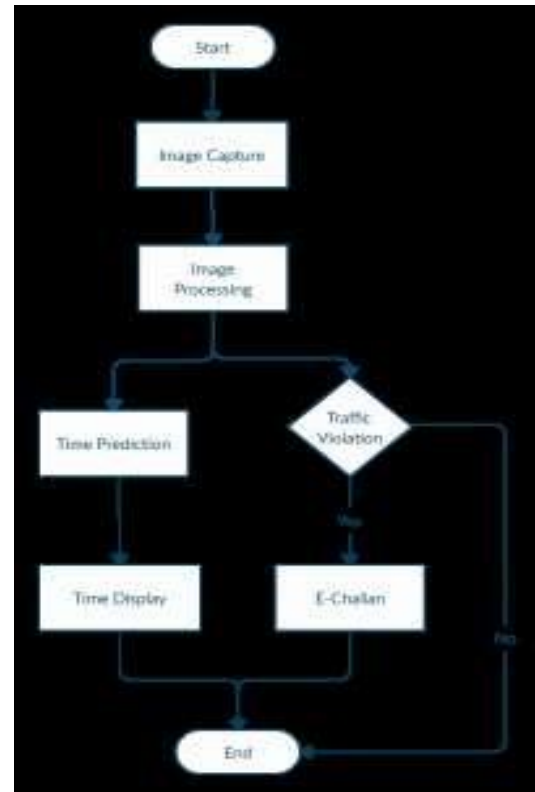 Start
Image Capture
Image
Processing
Traffic
Violation
Time Prediction
Yes
Time Display
E-Challan
No
End